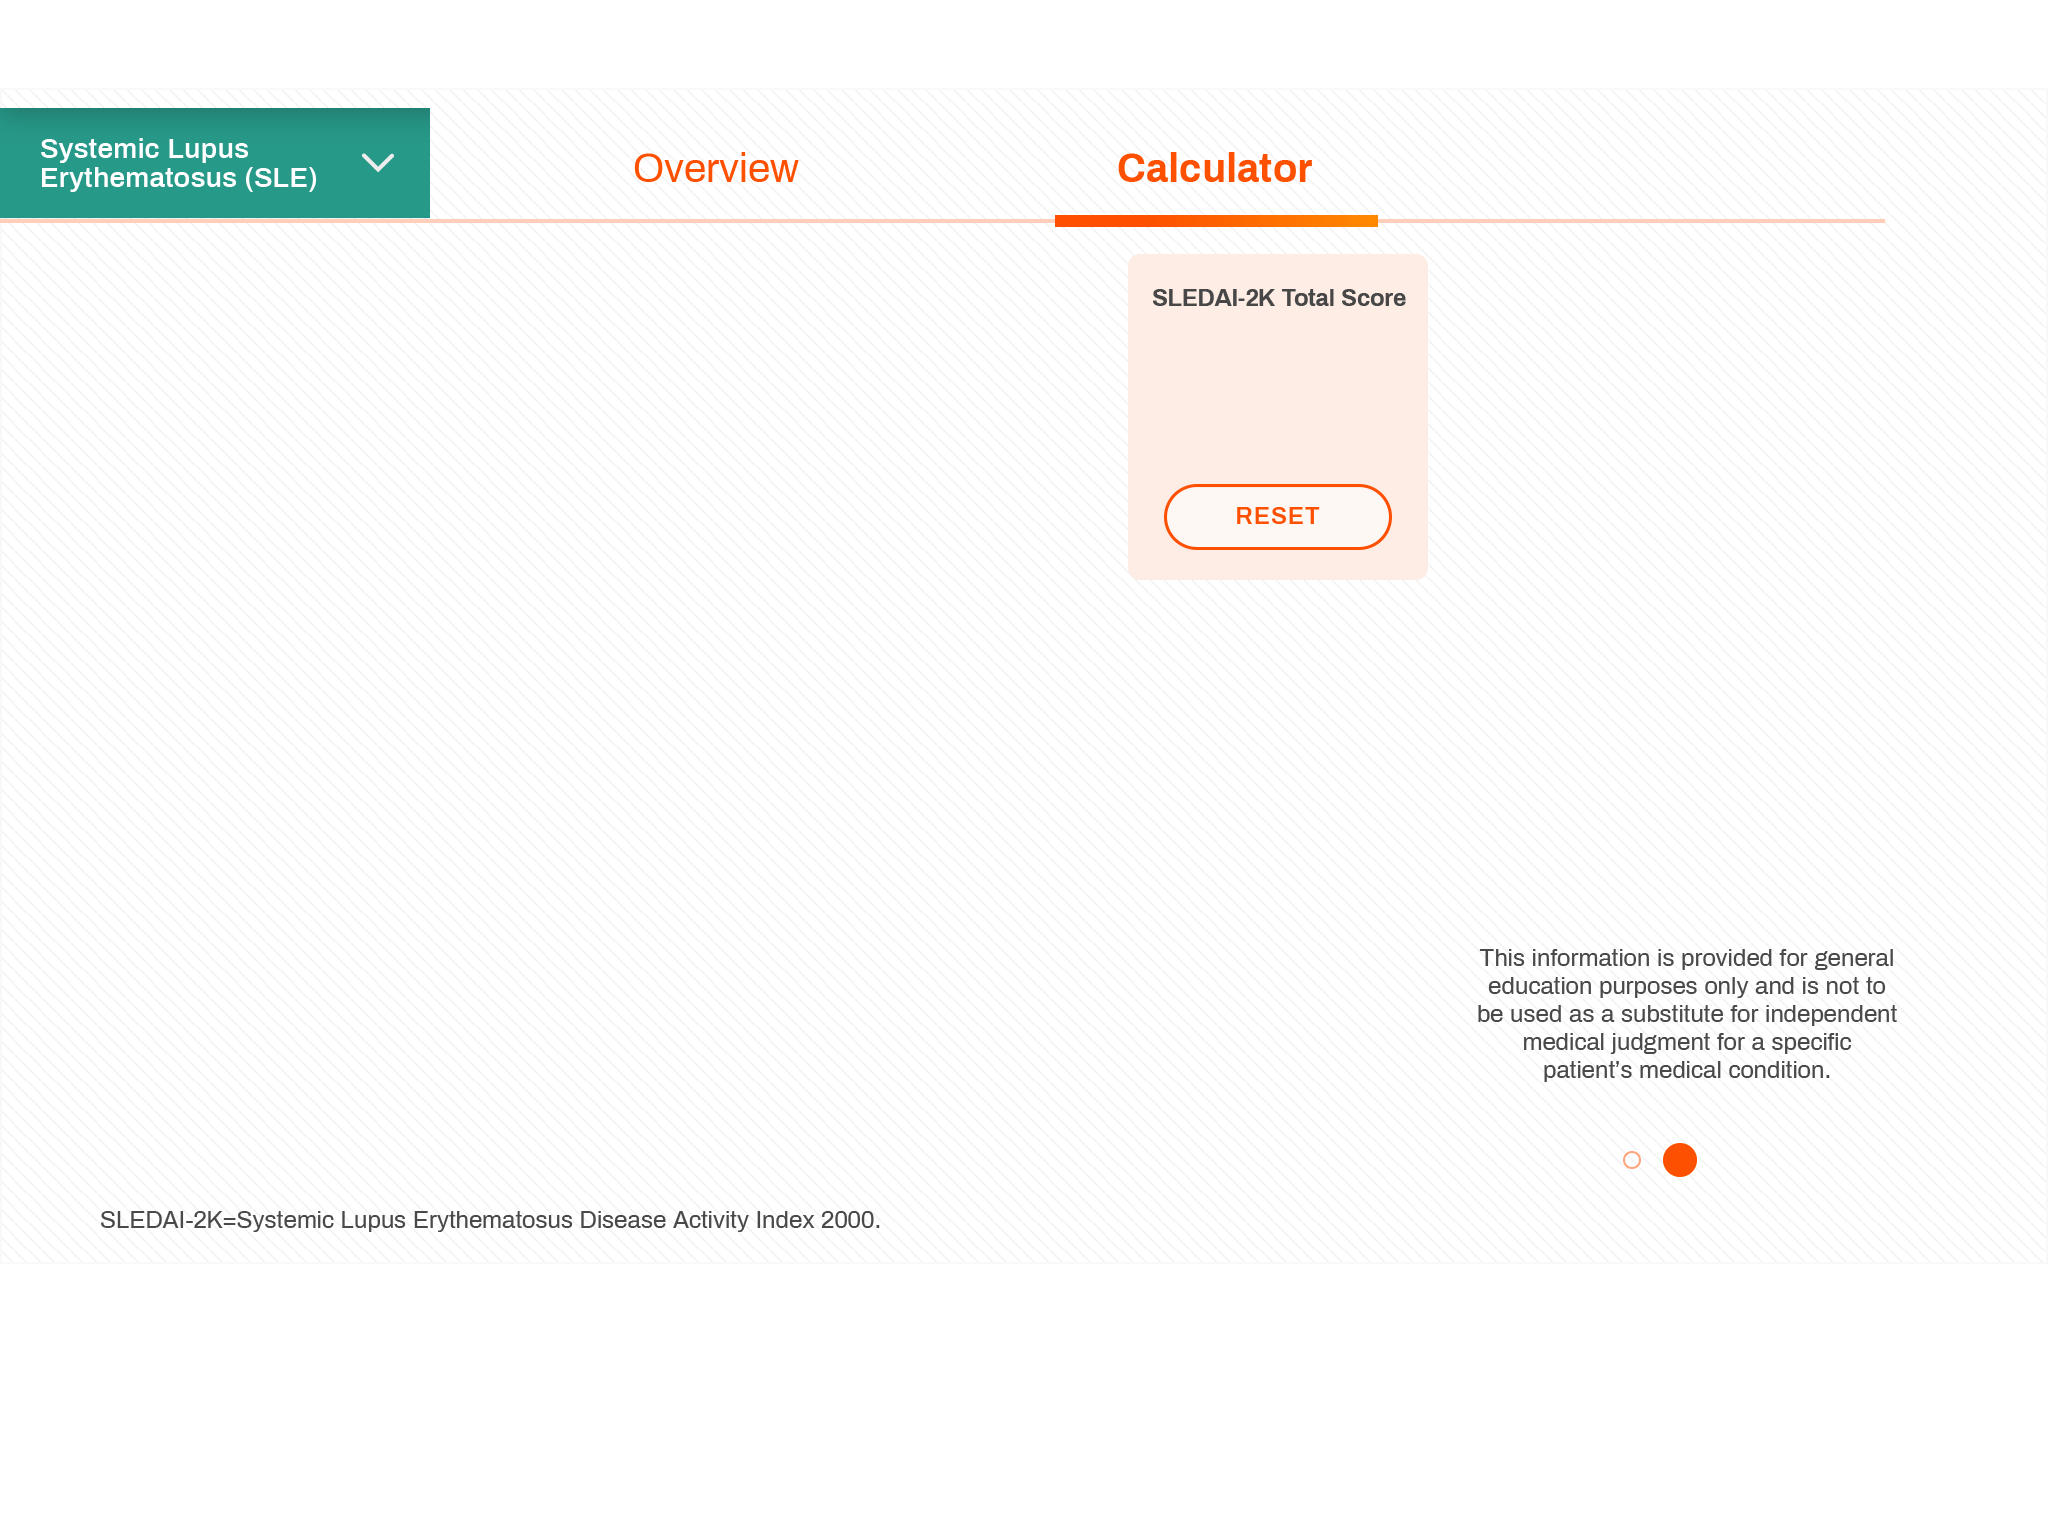 Systemic Lupus
Erythematosus (SLE)
Overview
Calculator
SLEDAI-2K Total Score
RESET
This information is provided for general
education purposes only and is not to
be used as a substitute for independent
medical judgment for a specific
patient’s medical condition.
SLEDAI-2K=Systemic Lupus Erythematosus Disease Activity Index 2000.